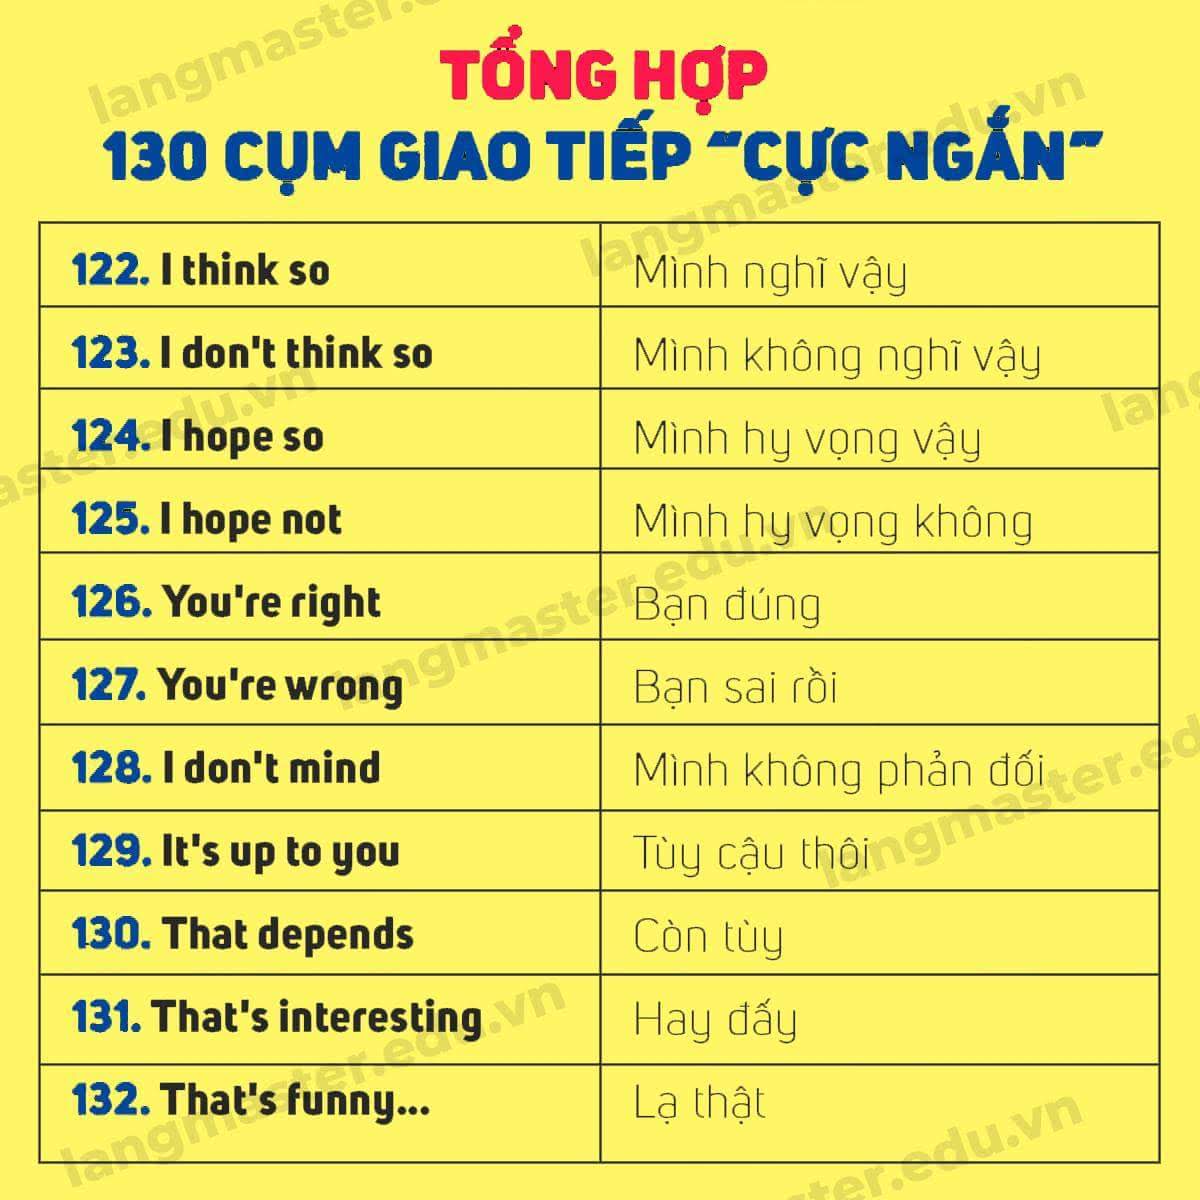 TỔNG HỢP
130 CỤM GIAO TIẾP “CỰC NGẮN”
122. I think so Mình nghĩ vậy
123. I don't think so Mình không nghĩ vậy
124. I hope so Mình hy vọng vậy
125. I hope not Mình hy vọng không
126. You're right Bạn đúng
127. You're wrong Bạn sai rồi
128. I don't mind Mình không phản đối
129. It's up to you Tùy cậu thôi
130. That depends Còn tùy
131. That's interesting Hay đấy
132. That's funny... Lạ thật
langmaster.edu.vn